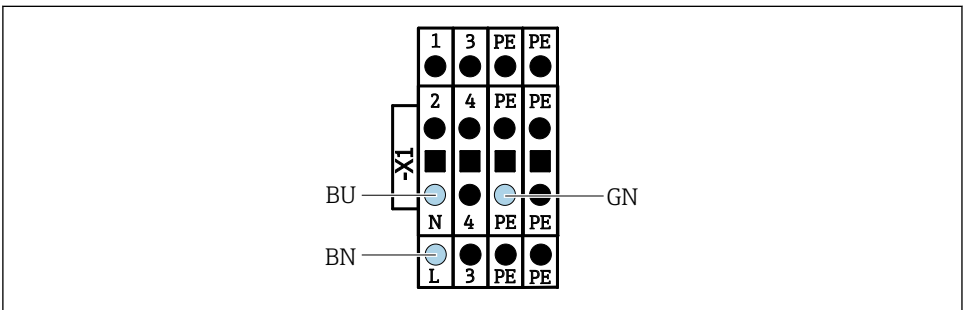 1 3 PE PE
2 4 PE PE
-X1
BU
GN
N 4 PE PE
BN
L 3 PE PE